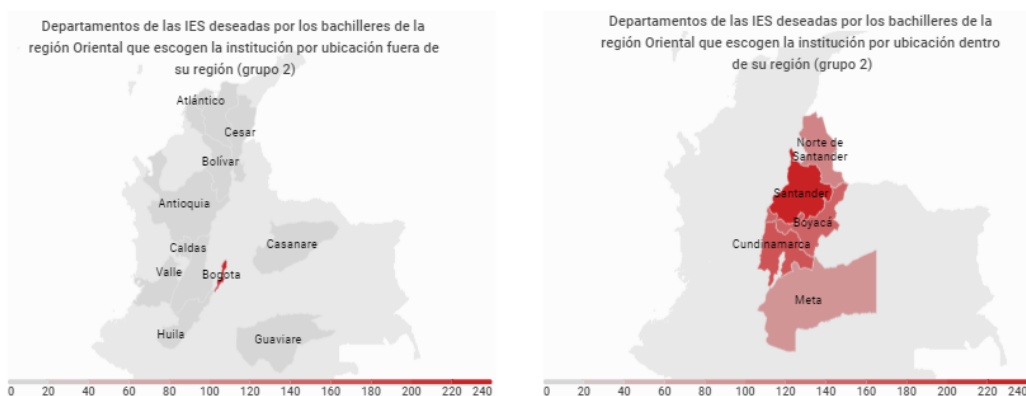 Departamentos de las IES deseadas por los bachilleres de la
región Oriental que escogen la institución por ubicación fuera de
su región (grupo 2)
Atlántico
Cesar
Bolívar
Antioquia
Caldas
Casanare
Valle
Bogota
Huila
Guaviare
0 20 40 60 80 100 120 140 160 180 200 220
Departamentos de las IES deseadas por los bachilleres de la
región Oriental que escogen la institución por ubicación dentro
de su región (grupo 2)
Norte de
Santander
Santander
Boyacá
Cundinamarca
Meta
0 20 40 60 80 100 120 140 160 180 200 220 240